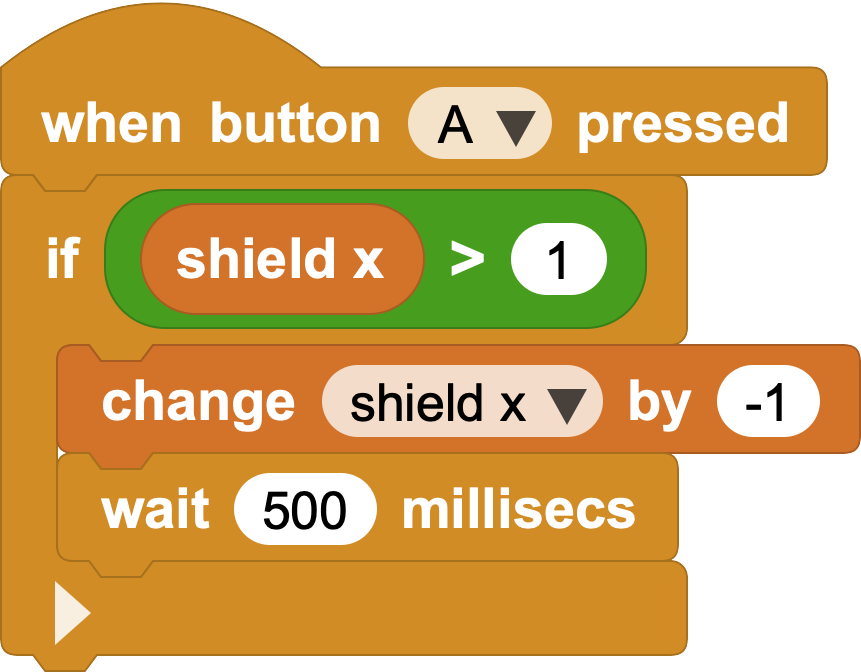 when button A pressed
if shield x > 1
change shield x by -1
wait 500 millisecs